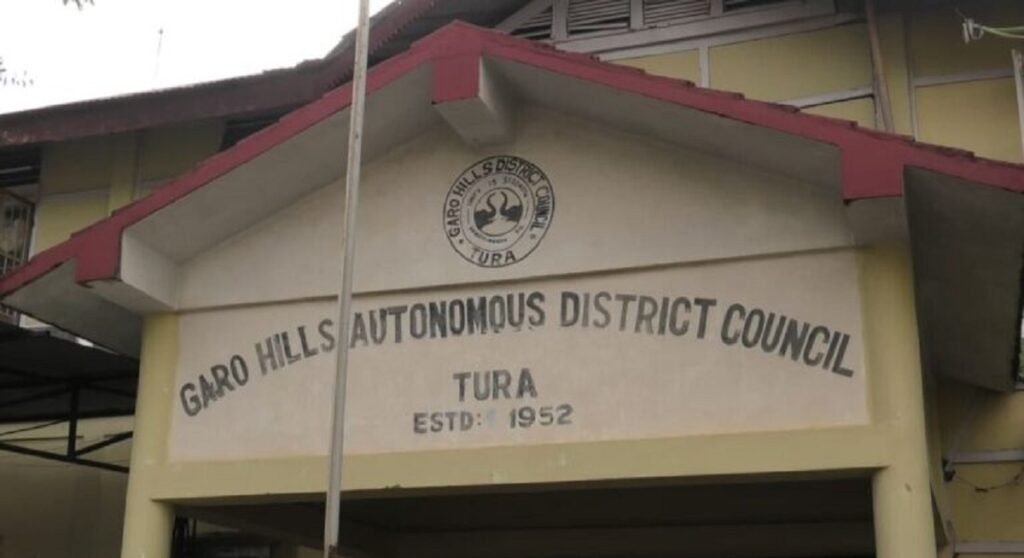 GARO HILLS DISTRICT COUNCIL
TURA
GARO HILLS AUTONOMOUS DISTRICT COUNCIL
TURA
ESTD: 1952